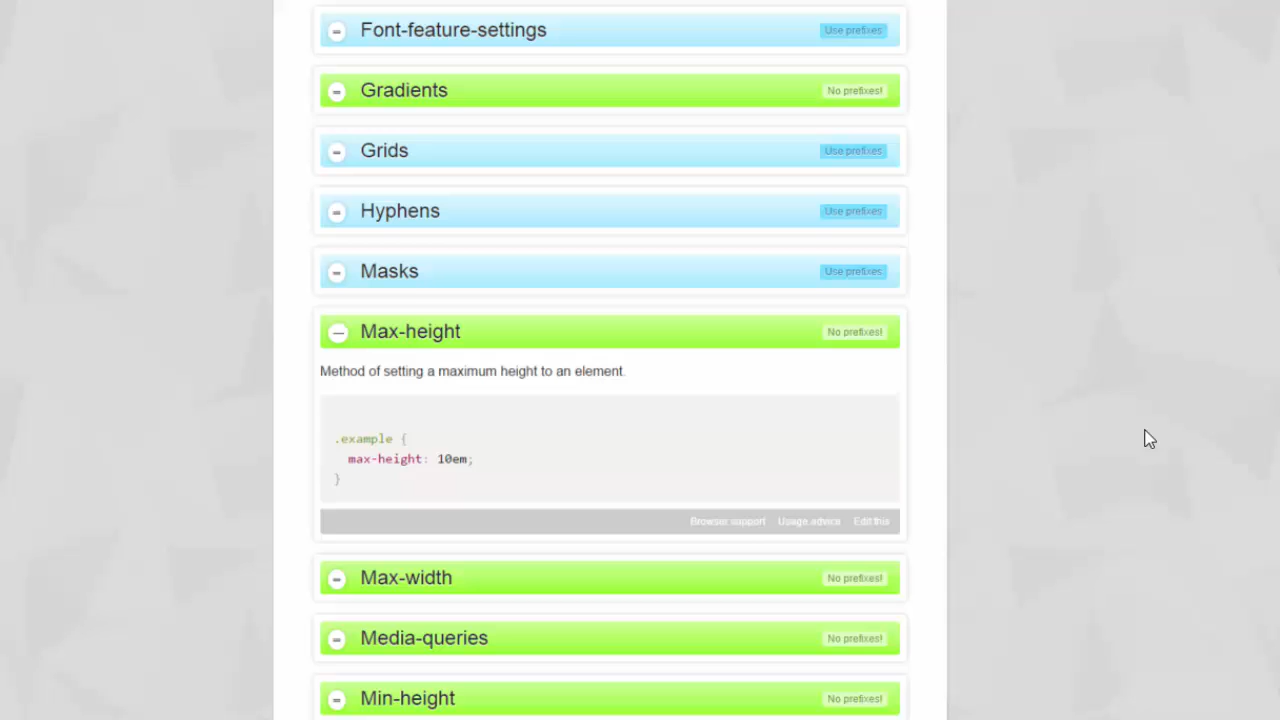 Font-feature-settings Use prefixes
Gradients No prefixes!
Grids Use prefixes
Hyphens Use prefixes
Masks Use prefixes
Max-height No prefixes!
Method of setting a maximum height to an element.
.example {
max-height: 10em;
}
Browser support Usage advice Edit this
Max-width No prefixes!
Media-queries No prefixes!
Min-height No prefixes!